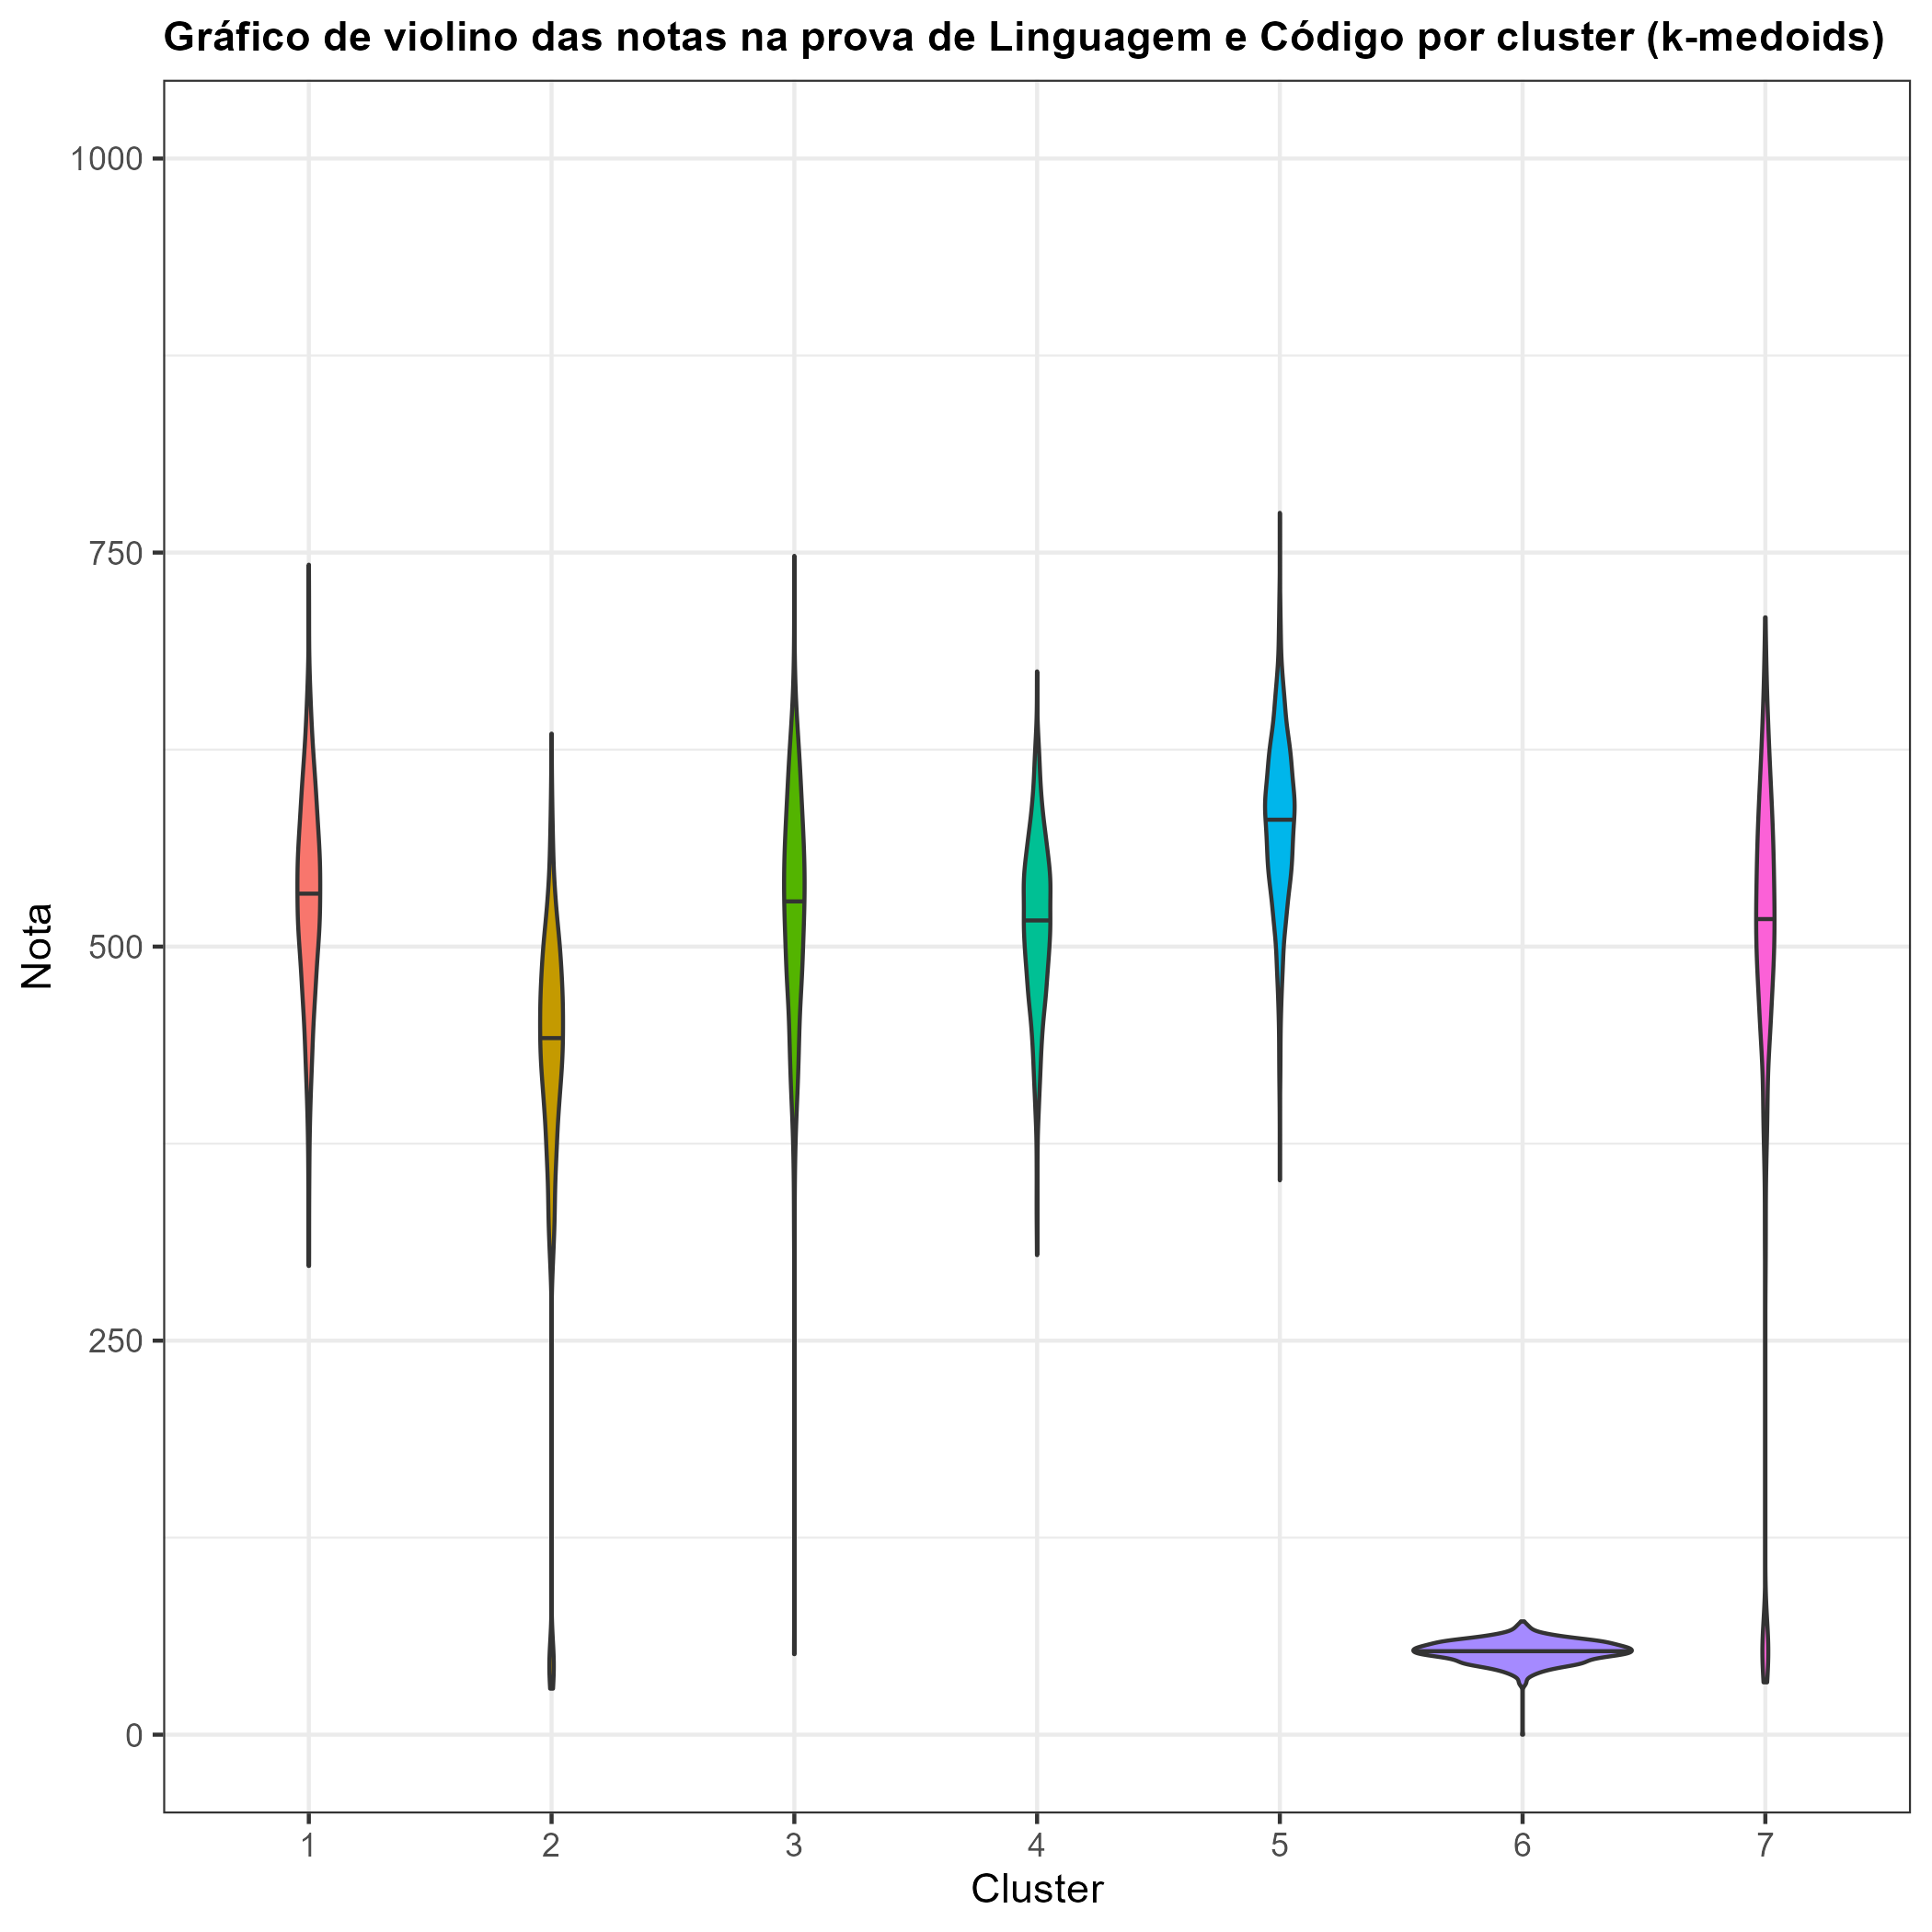 Gráfico de violino das notas na prova de Linguagem e Código por cluster (k-medoids)
1000
750
500
250
0
Nota
1 2 3 4 5 6 7
Cluster